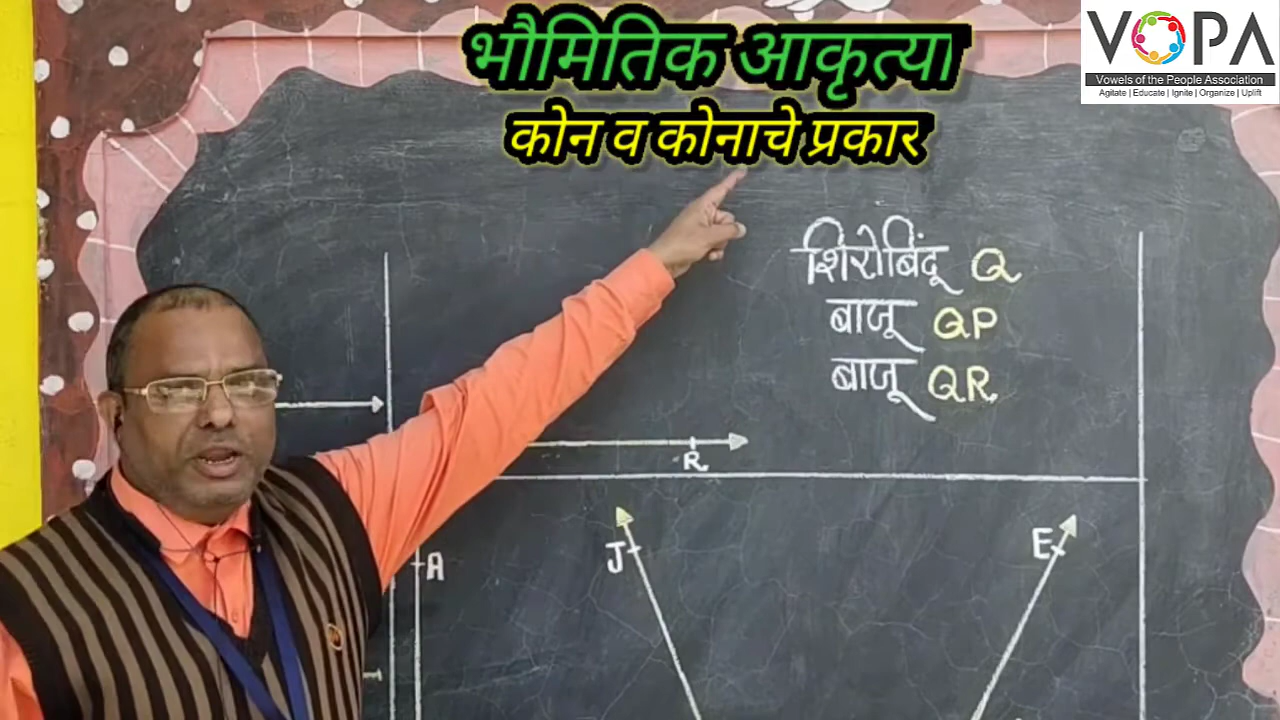 भौमितिक आकृत्या
कोन व कोनाचे प्रकार
VOPA
Vowels of the People Association
Agitate | Educate | Ignite | Organize | Uplift
शिरोबिंदू Q
बाजू QP
बाजू QR
R
J
E
A